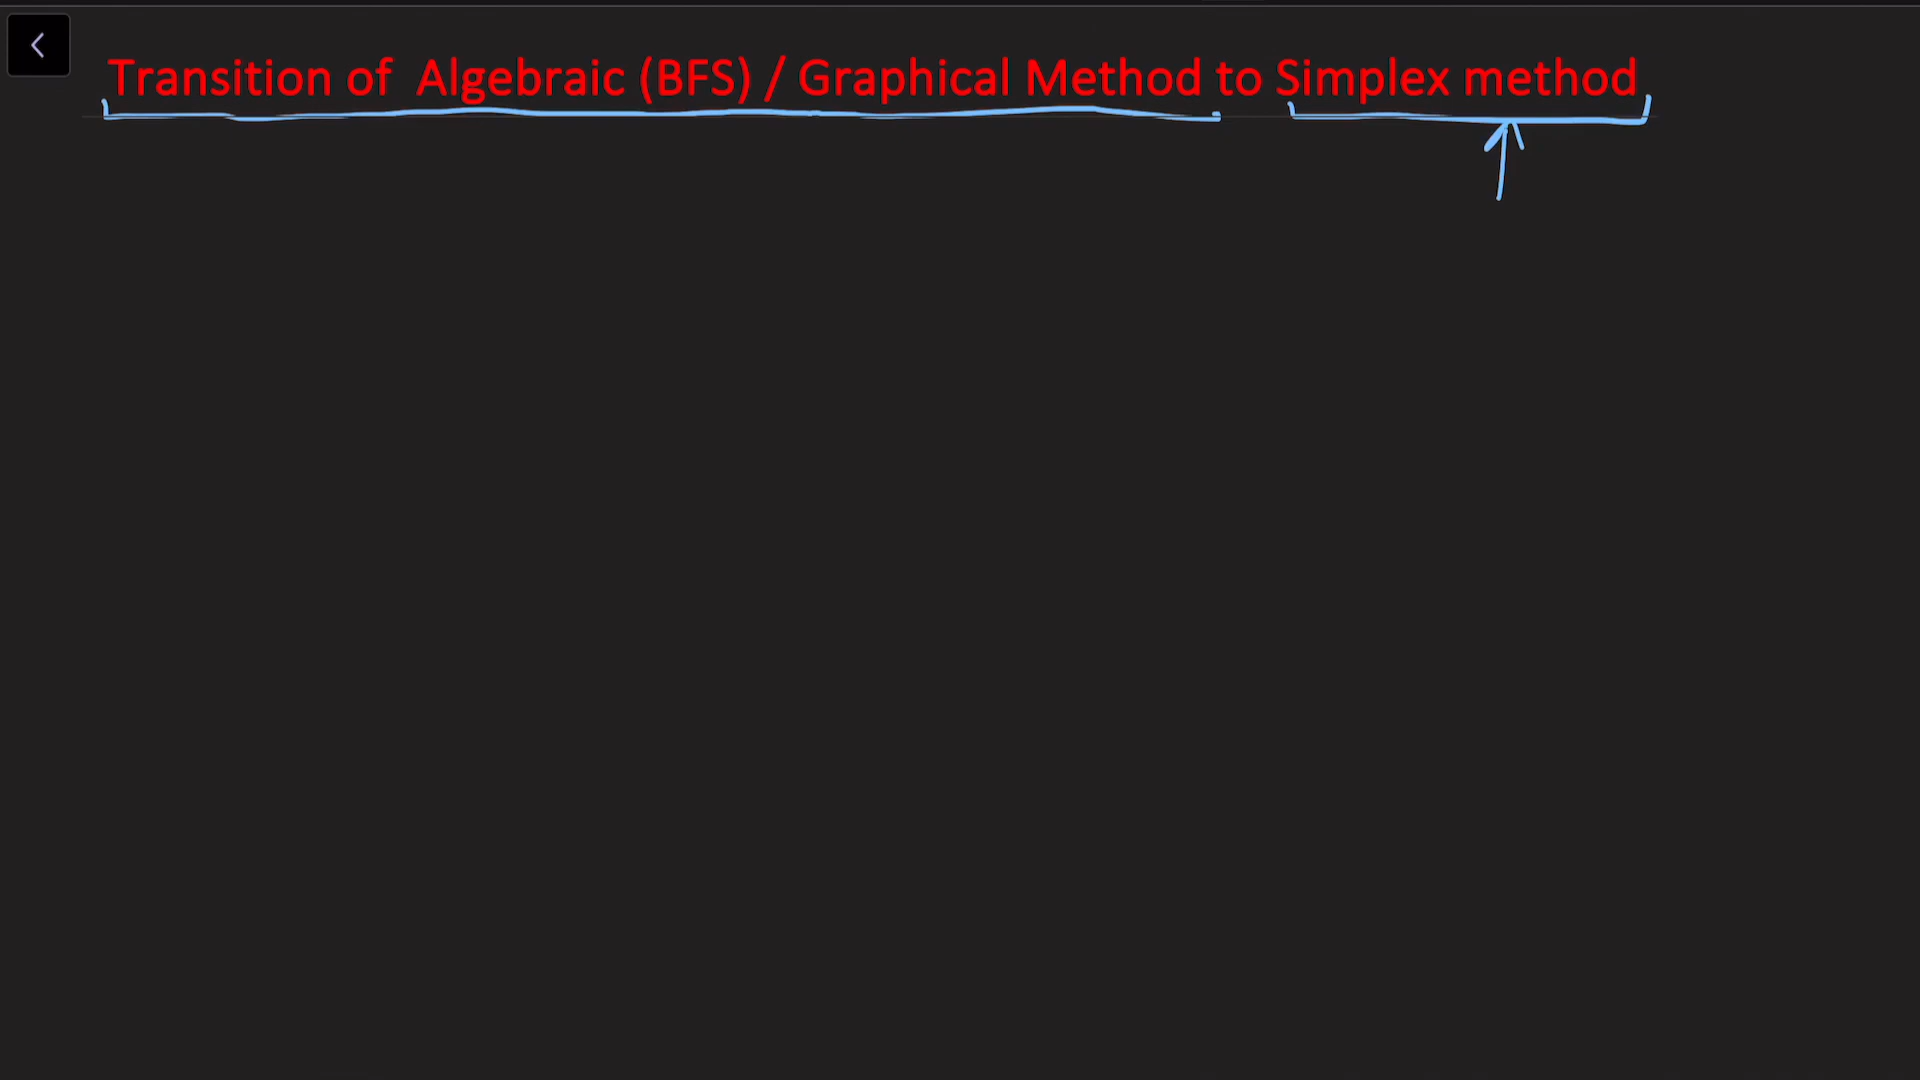 Transition of Algebraic (BFS) / Graphical Method to Simplex method